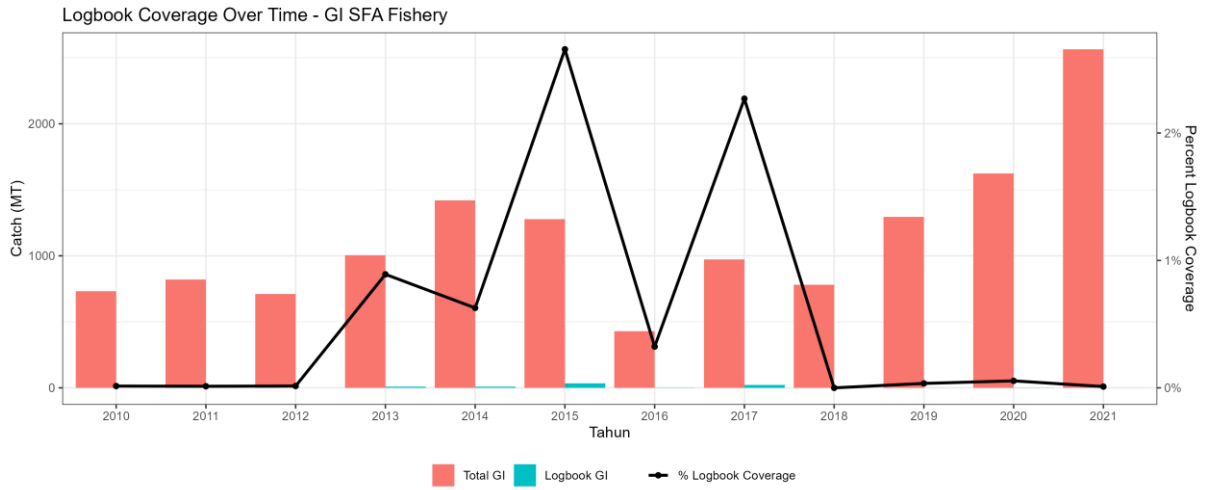 Logbook Coverage Over Time - GI SFA Fishery
2000
1000
0
Catch (MT)
2%
1%
0%
Percent Logbook Coverage
2010 2011 2012 2013 2014 2015 2016 2017 2018 2019 2020 2021
Tahun
Total GI Logbook GI % Logbook Coverage